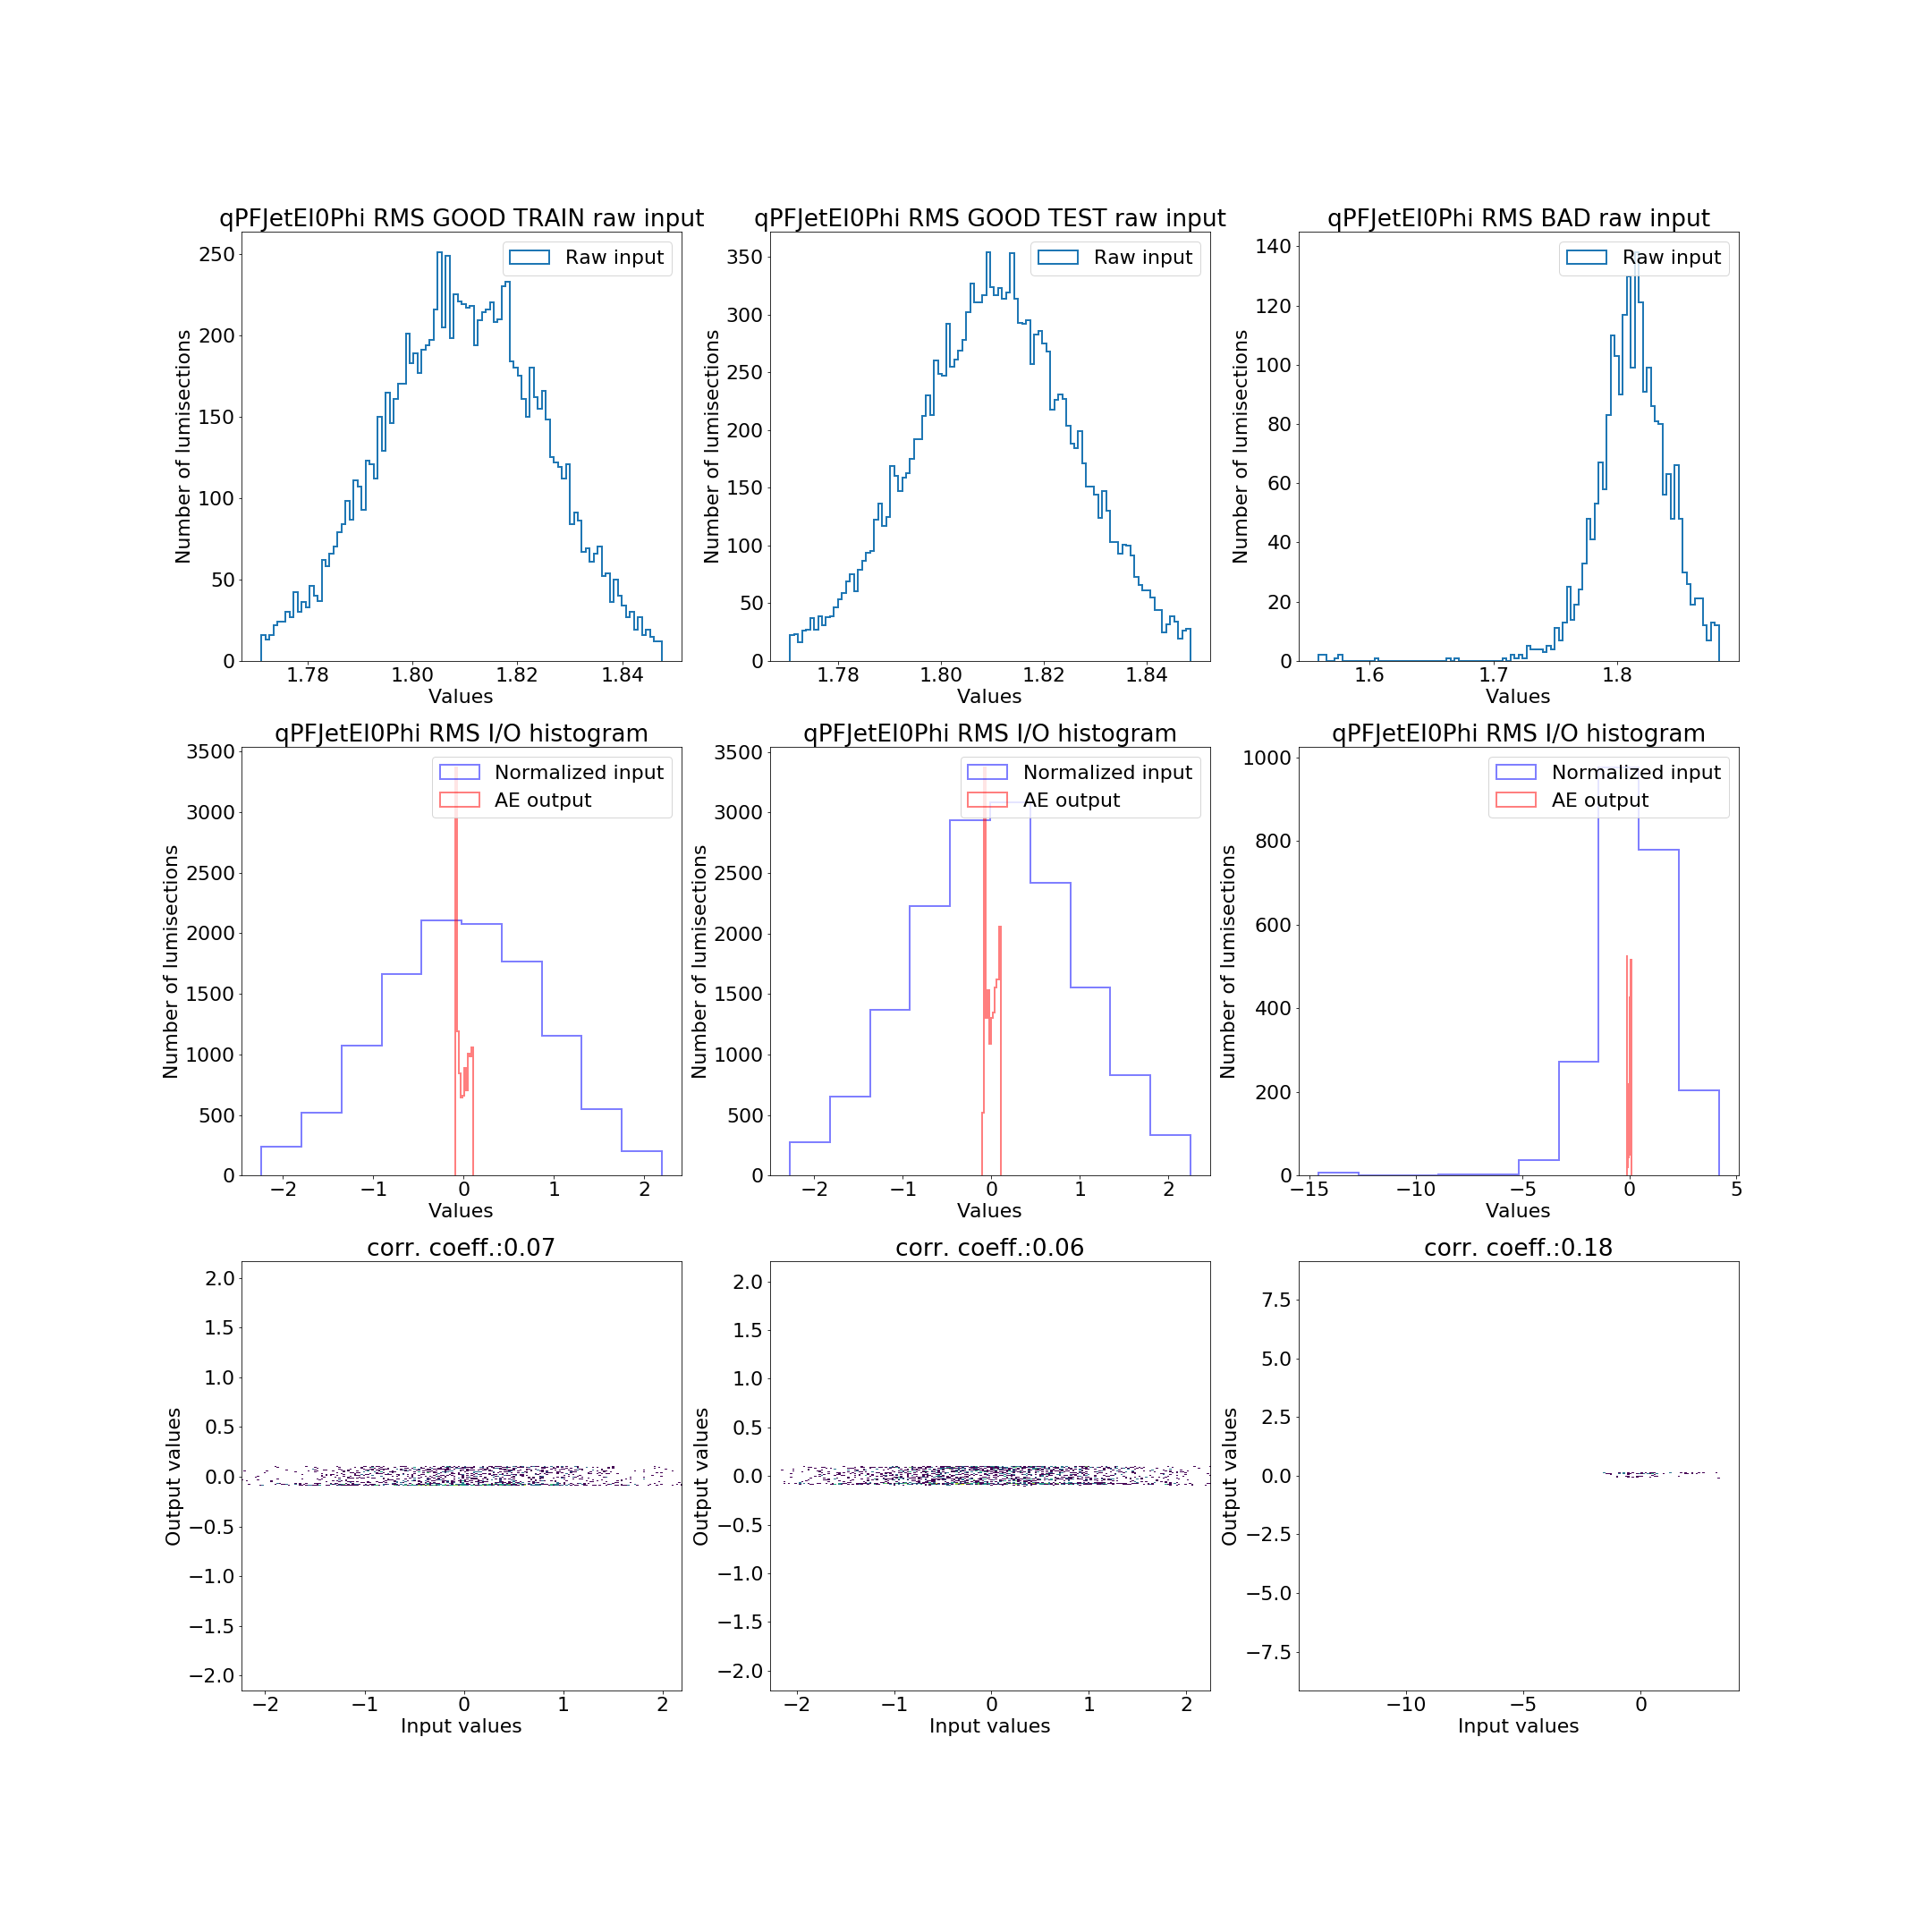 qPFJetEI0Phi RMS GOOD TRAIN raw input
Raw input
Number of lumisections
250
200
150
100
50
0
1.78 1.80 1.82 1.84
Values
qPFJetEI0Phi RMS GOOD TEST raw input
Raw input
Number of lumisections
350
300
250
200
150
100
50
0
1.78 1.80 1.82 1.84
Values
qPFJetEI0Phi RMS BAD raw input
Raw input
Number of lumisections
140
120
100
80
60
40
20
0
1.6 1.7 1.8
Values
qPFJetEI0Phi RMS I/O histogram
Normalized input
AE output
Number of lumisections
3500
3000
2500
2000
1500
1000
500
0
−2 −1 0 1 2
Values
qPFJetEI0Phi RMS I/O histogram
Normalized input
AE output
Number of lumisections
3500
3000
2500
2000
1500
1000
500
0
−2 −1 0 1 2
Values
qPFJetEI0Phi RMS I/O histogram
Normalized input
AE output
Number of lumisections
1000
800
600
400
200
0
−15 −10 −5 0 5
Values
corr. coeff.:0.07
Output values
2.0
1.5
1.0
0.5
0.0
−0.5
−1.0
−1.5
−2.0
−2 −1 0 1 2
Input values
corr. coeff.:0.06
Output values
2.0
1.5
1.0
0.5
0.0
−0.5
−1.0
−1.5
−2.0
−2 −1 0 1 2
Input values
corr. coeff.:0.18
Output values
7.5
5.0
2.5
0.0
−2.5
−5.0
−7.5
−10 −5 0
Input values